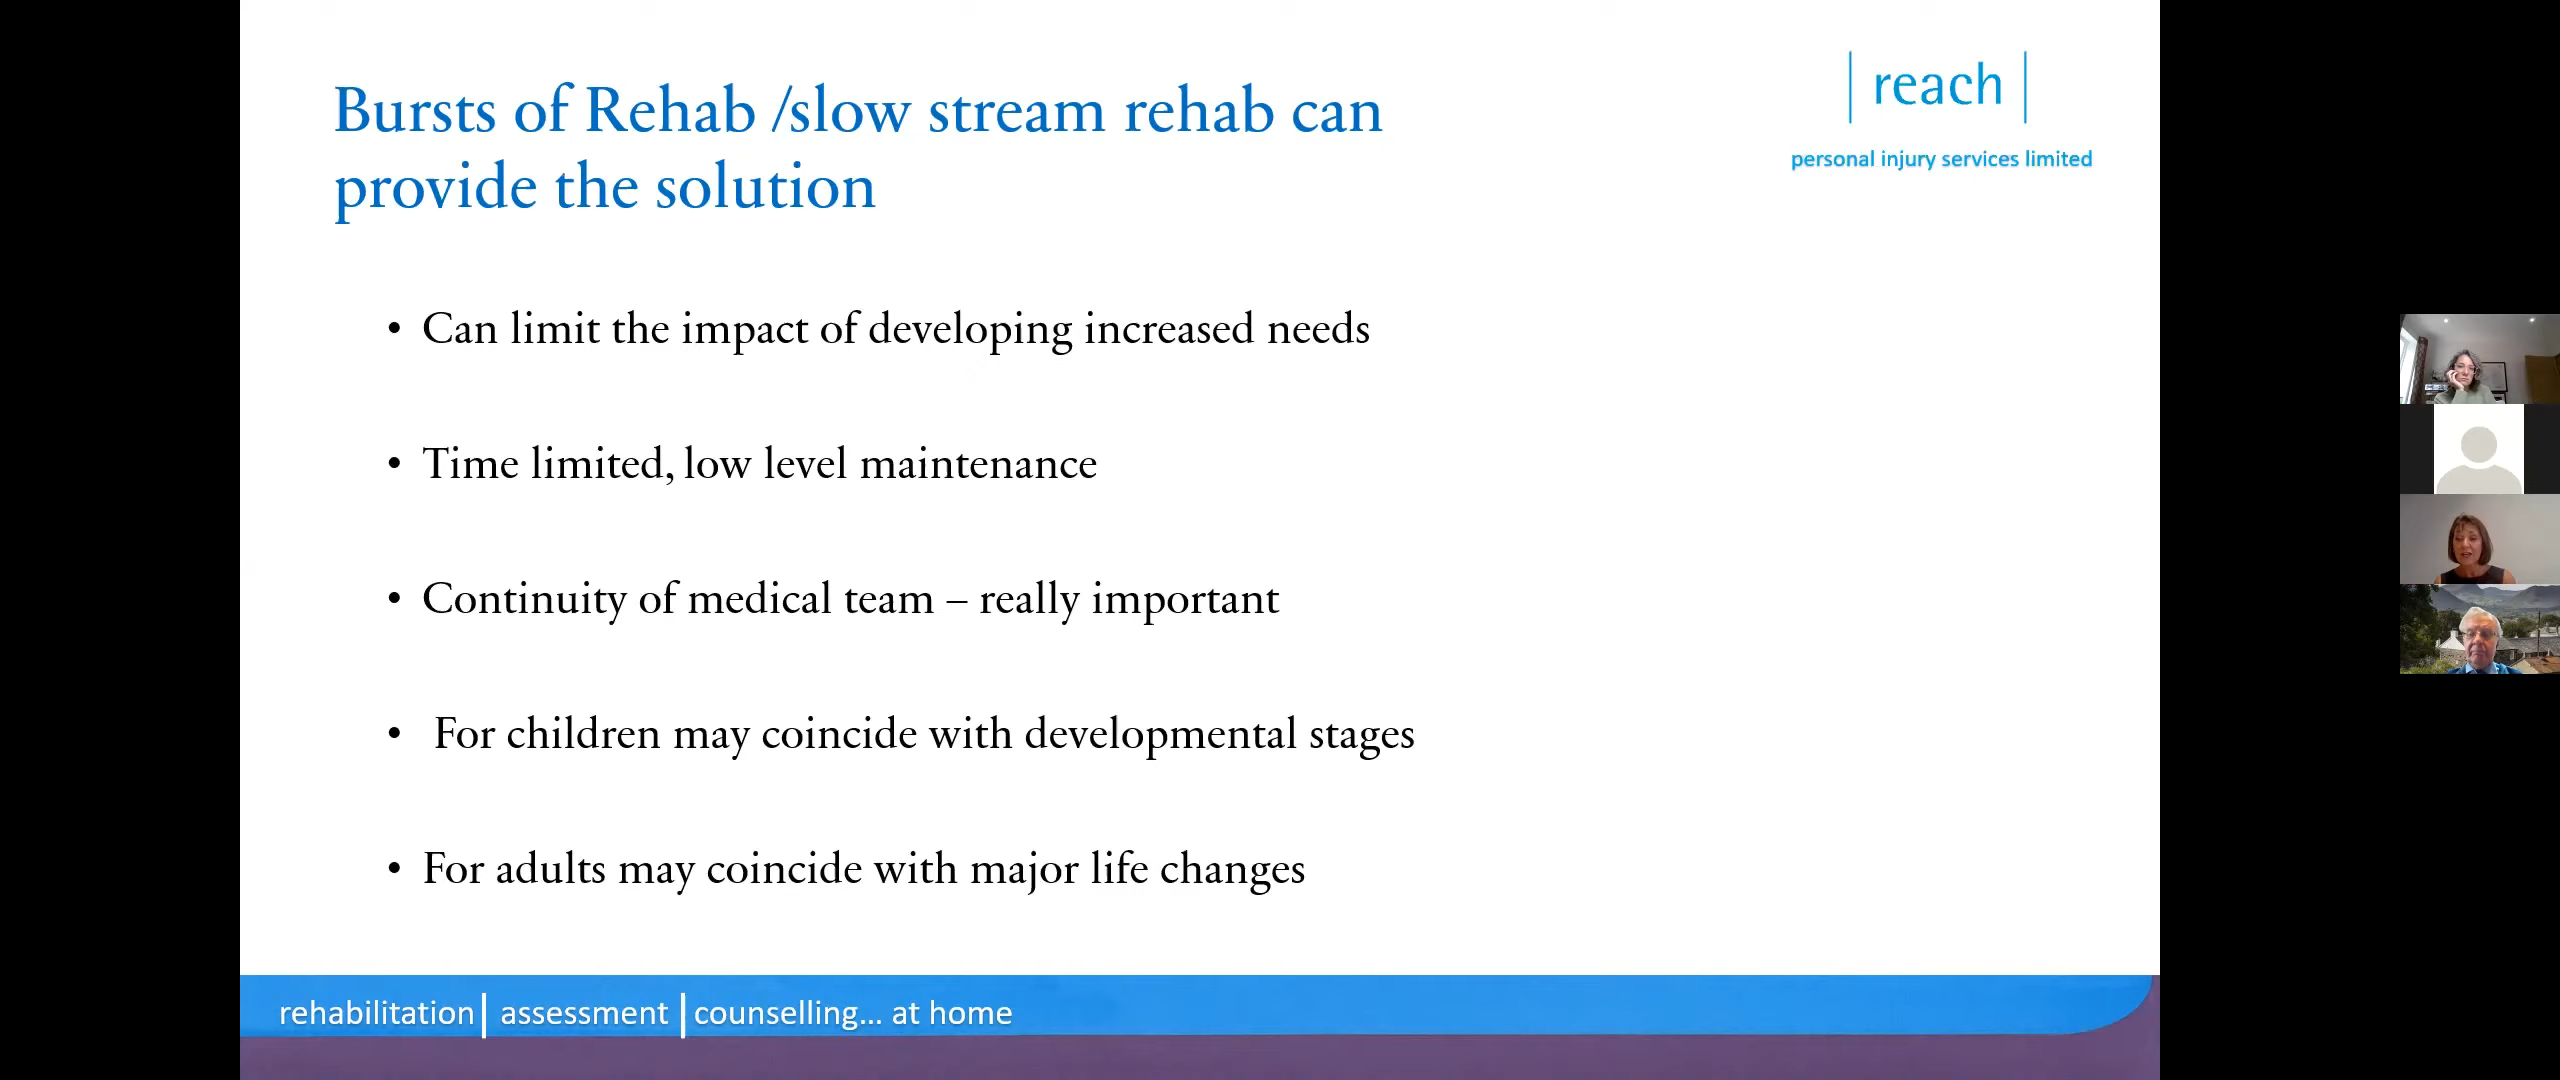 Bursts of Rehab /slow stream rehab can
provide the solution
| reach |
personal injury services limited
• Can limit the impact of developing increased needs
• Time limited, low level maintenance
• Continuity of medical team – really important
• For children may coincide with developmental stages
• For adults may coincide with major life changes
rehabilitation | assessment | counselling... at home